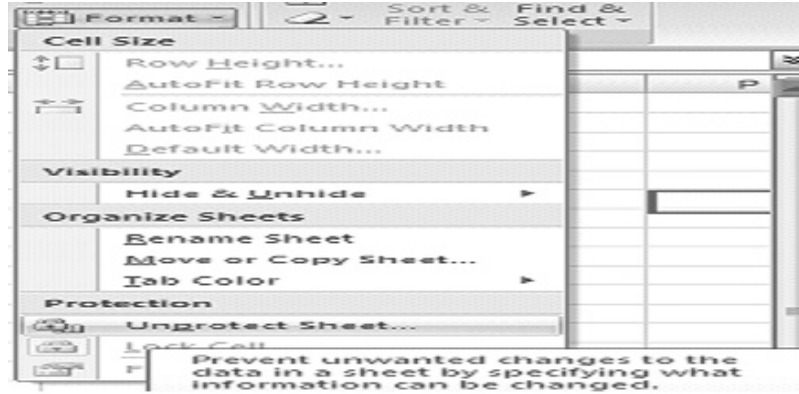 Format Sort & Find &
Filter Select
Cell Size
Row Height...
AutoFit Row Height
Column Width...
AutoFit Column Width
Default Width...
P
Visibility
Hide & Unhide
Organize Sheets
Rename Sheet
Move or Copy Sheet...
Tab Color
Protection
Unprotect Sheet...
Lock Cell
F
Prevent unwanted changes to the
data in a sheet by specifying what
information can be changed.